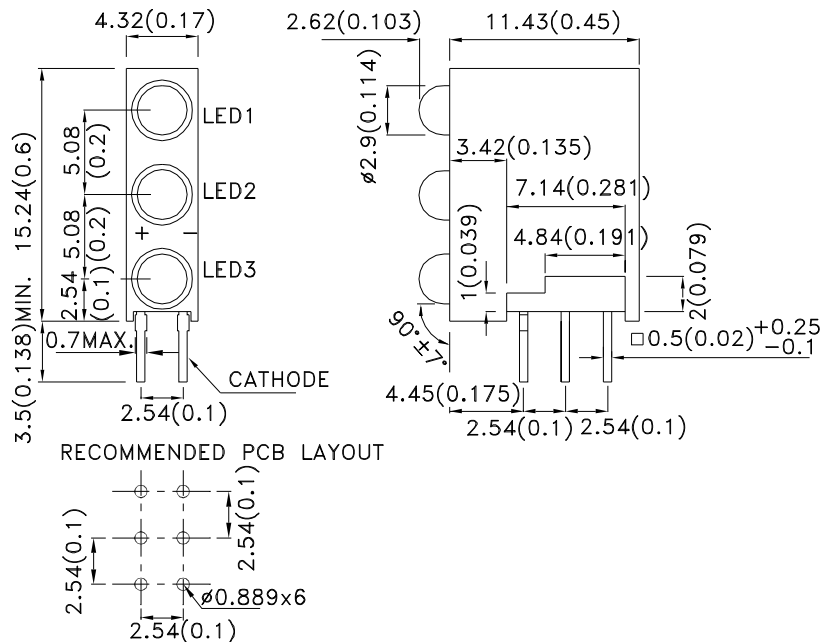 4.32(0.17)
2.62(0.103)
11.43(0.45)
LED1
LED2
LED3
+ −
5.08
(0.2)
5.08
(0.2)
2.54
(0.1)
15.24(0.6)
3.5(0.138)MIN.
0.7MAX.
CATHODE
2.54(0.1)
ø2.9(0.114)
3.42(0.135)
7.14(0.281)
4.84(0.191)
1(0.039)
2(0.079)
90°±7°
□0.5(0.02)+0.25
−0.1
4.45(0.175)
2.54(0.1) 2.54(0.1)
RECOMMENDED PCB LAYOUT
2.54(0.1)
2.54(0.1)
ø0.889x6
2.54(0.1)